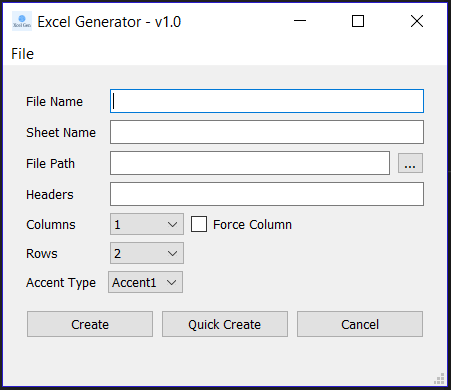 Excel Generator - v1.0
File
File Name
Sheet Name
File Path ...
Headers
Columns 1 Force Column
Rows 2
Accent Type Accent1
Create Quick Create Cancel